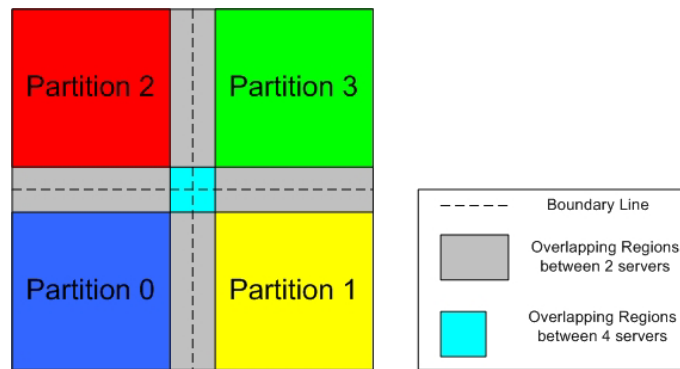 Partition 2
Partition 3
Partition 0
Partition 1
Boundary Line
Overlapping Regions
between 2 servers
Overlapping Regions
between 4 servers